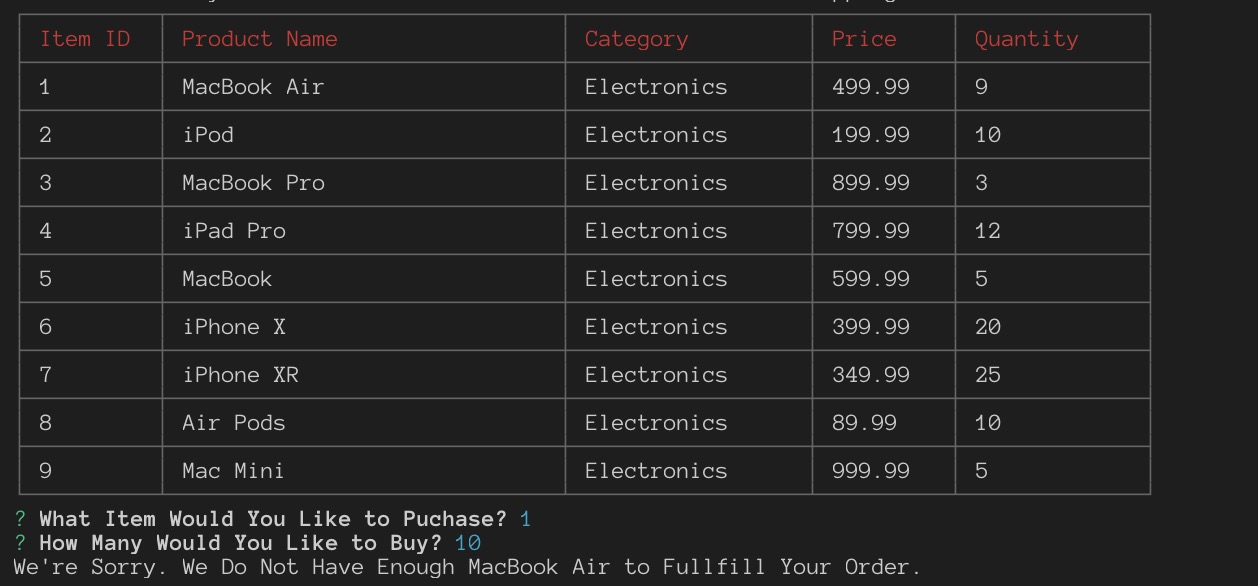 Item ID Product Name Category Price Quantity
1 MacBook Air Electronics 499.99 9
2 iPod Electronics 199.99 10
3 MacBook Pro Electronics 899.99 3
4 iPad Pro Electronics 799.99 12
5 MacBook Electronics 599.99 5
6 iPhone X Electronics 399.99 20
7 iPhone XR Electronics 349.99 25
8 Air Pods Electronics 89.99 10
9 Mac Mini Electronics 999.99 5
? What Item Would You Like to Puchase? 1
? How Many Would You Like to Buy? 10
We're Sorry. We Do Not Have Enough MacBook Air to Fullfill Your Order.